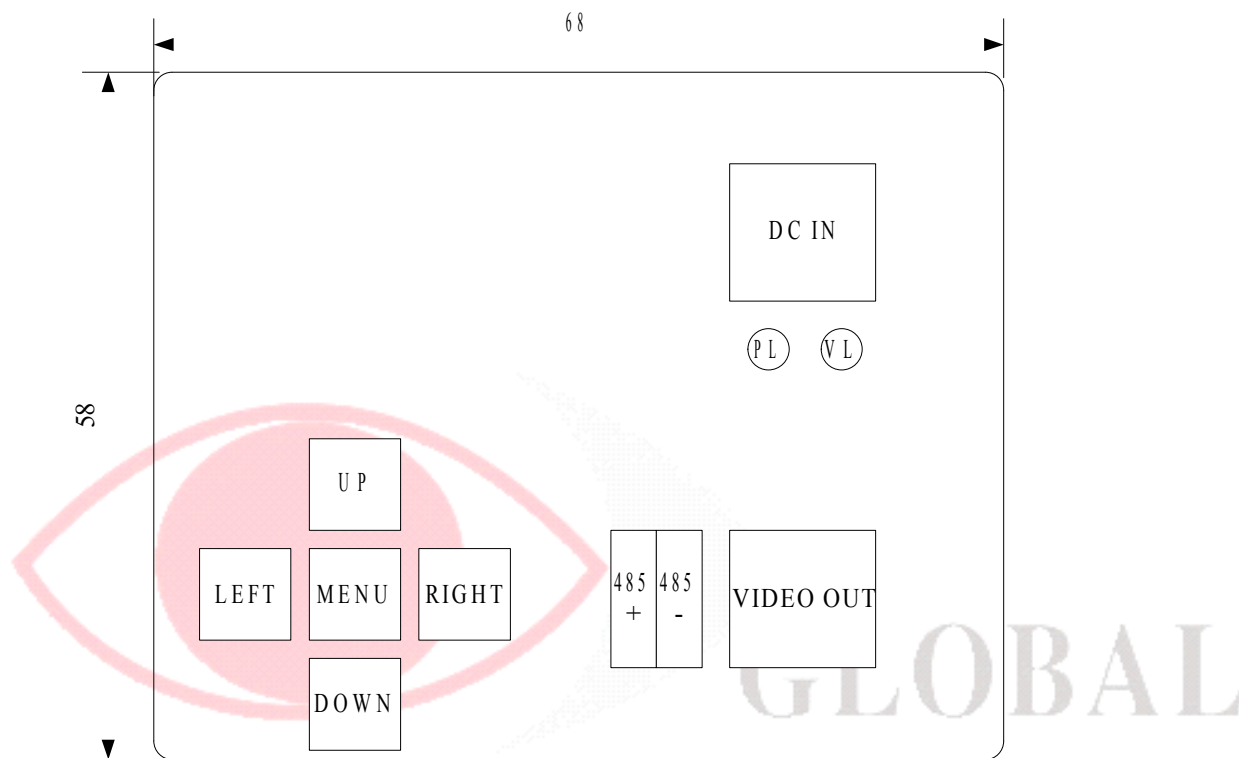 68
DC IN
PL VL
58
UP
LEFT MENU RIGHT
485 + 485 -
VIDEO OUT
DOWN
GLOBAL